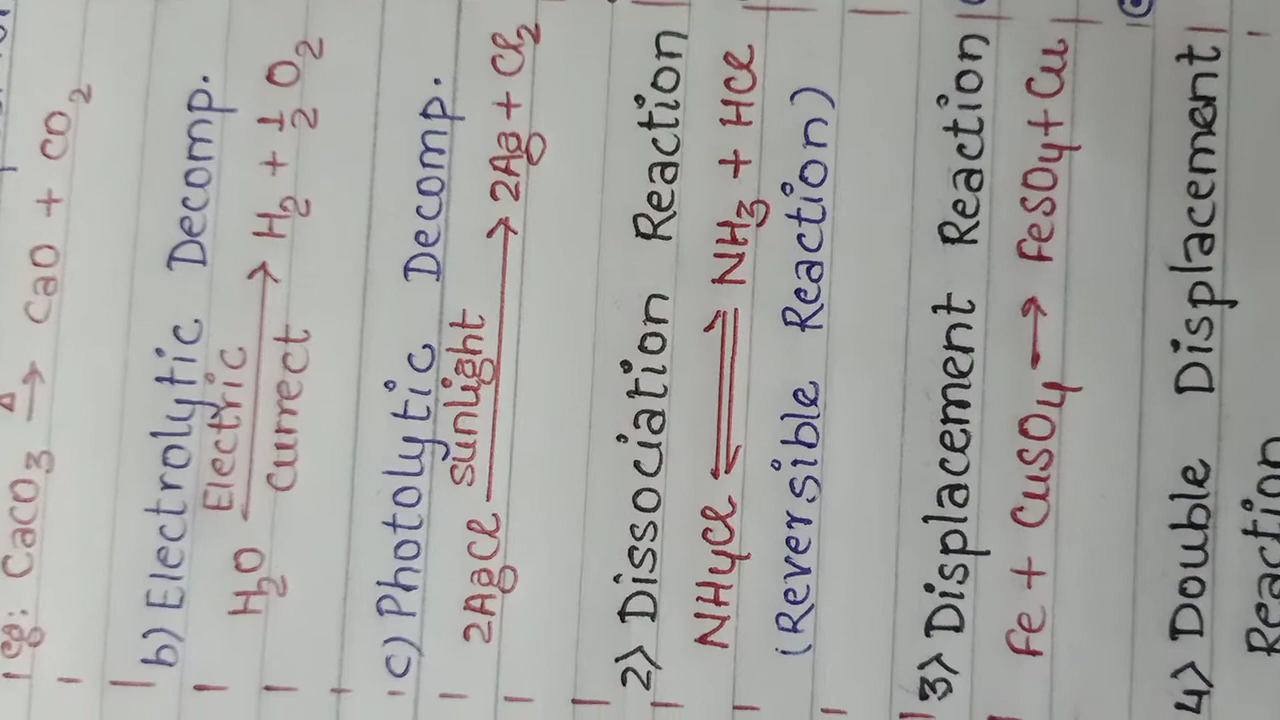 eg: CaCO3 →Δ CaO + CO2
b) Electrolytic Decomp.
H2O Electric Currect → H2 + 1/2 O2
c) Photolytic Decomp.
2AgCl sunlight → 2Ag + Cl2
2> Dissociation Reaction
NH4Cl ⇌ NH3 + HCl
(Reversible Reaction)
3> Displacement Reaction
Fe + CuSO4 → FeSO4 + Cu
4> Double Displacement
Reaction